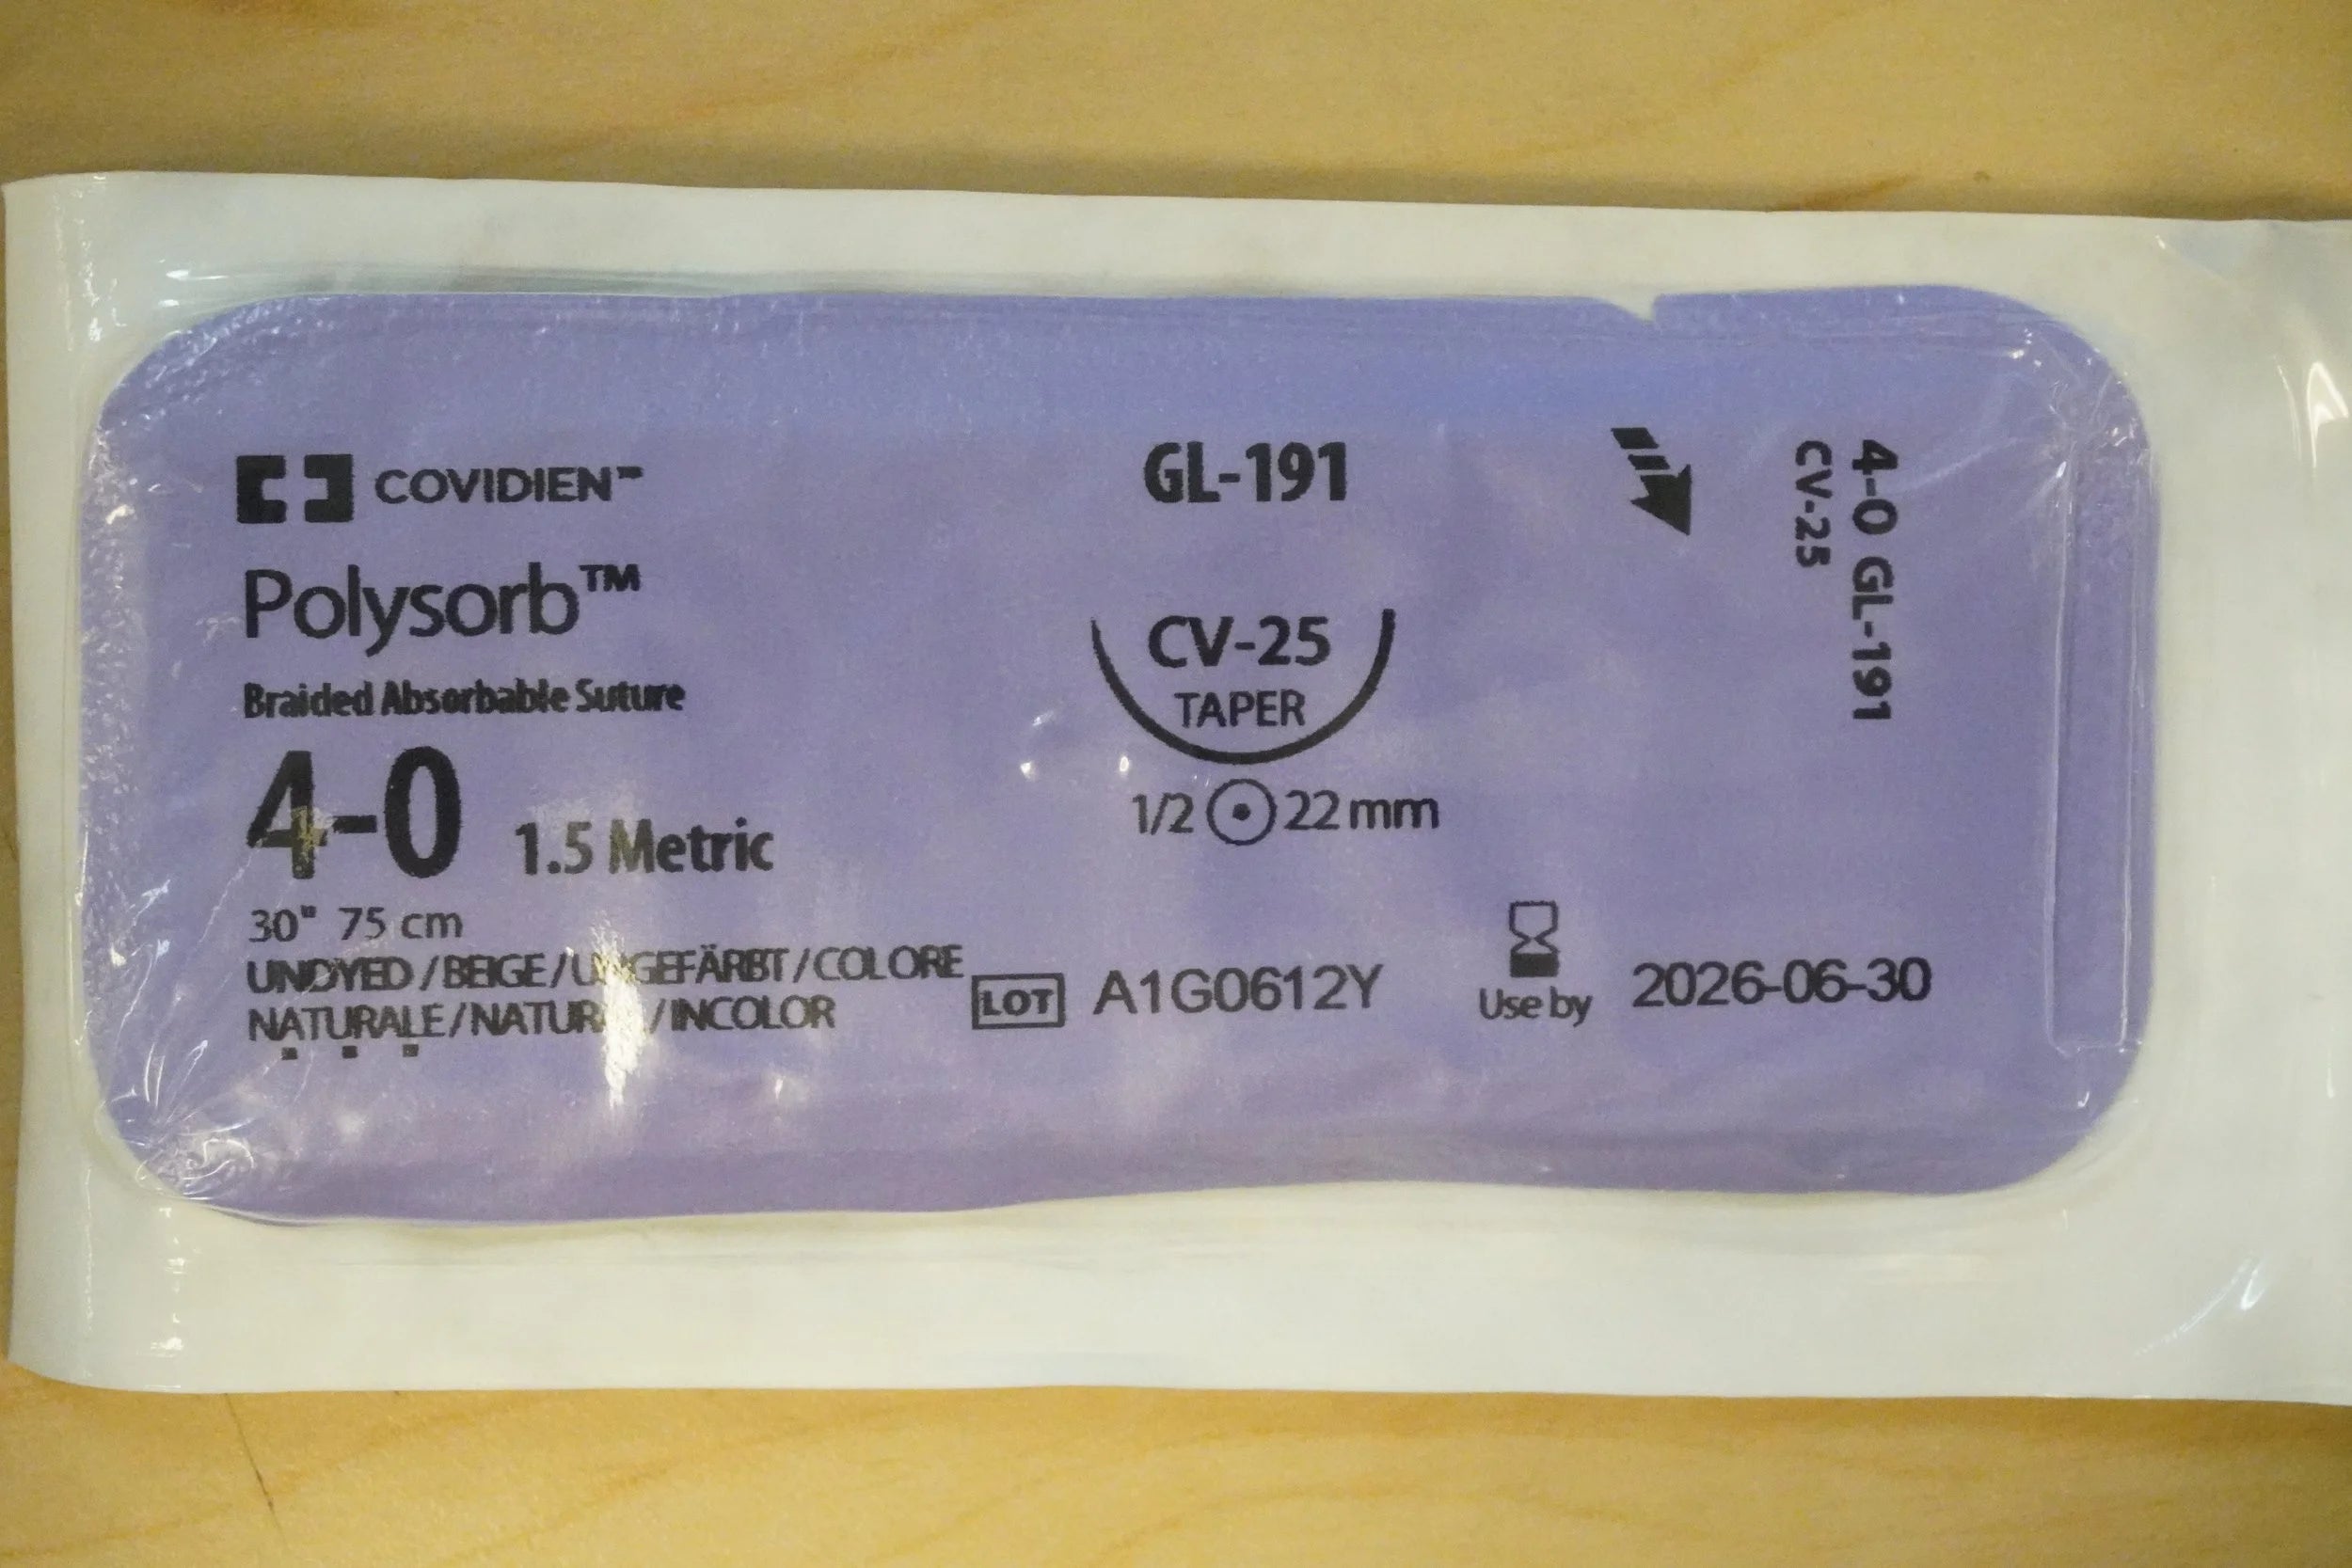 COVIDIEN™
Polysorb™
Braided Absorbable Suture
4-0 1.5 Metric
30" 75 cm
UNDYED / BEIGE / UNGEFÄRBT / COLORE
NATURALE / / INCOLOR
GL-191
CV-25
TAPER
1/2 22 mm
LOT A1G0612Y
Use by 2026-06-30
4-0 GL-191
CV-25